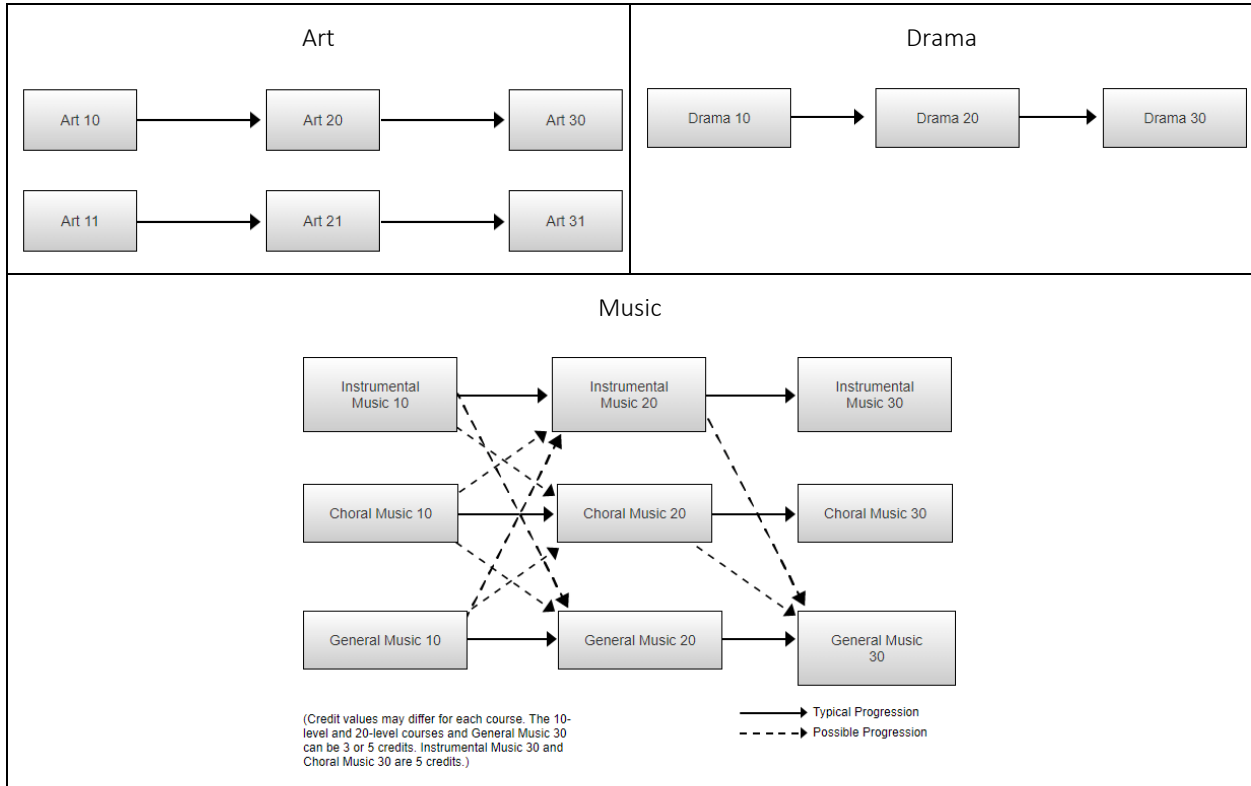 Art
Art 10
Art 20
Art 30
Art 11
Art 21
Art 31
Drama
Drama 10
Drama 20
Drama 30
Music
Instrumental
Music 10
Instrumental
Music 20
Instrumental
Music 30
Choral Music 10
Choral Music 20
Choral Music 30
General Music 10
General Music 20
General Music
30
(Credit values may differ for each course. The 10-
level and 20-level courses and General Music 30
can be 3 or 5 credits. Instrumental Music 30 and
Choral Music 30 are 5 credits.)
Typical Progression
Possible Progression